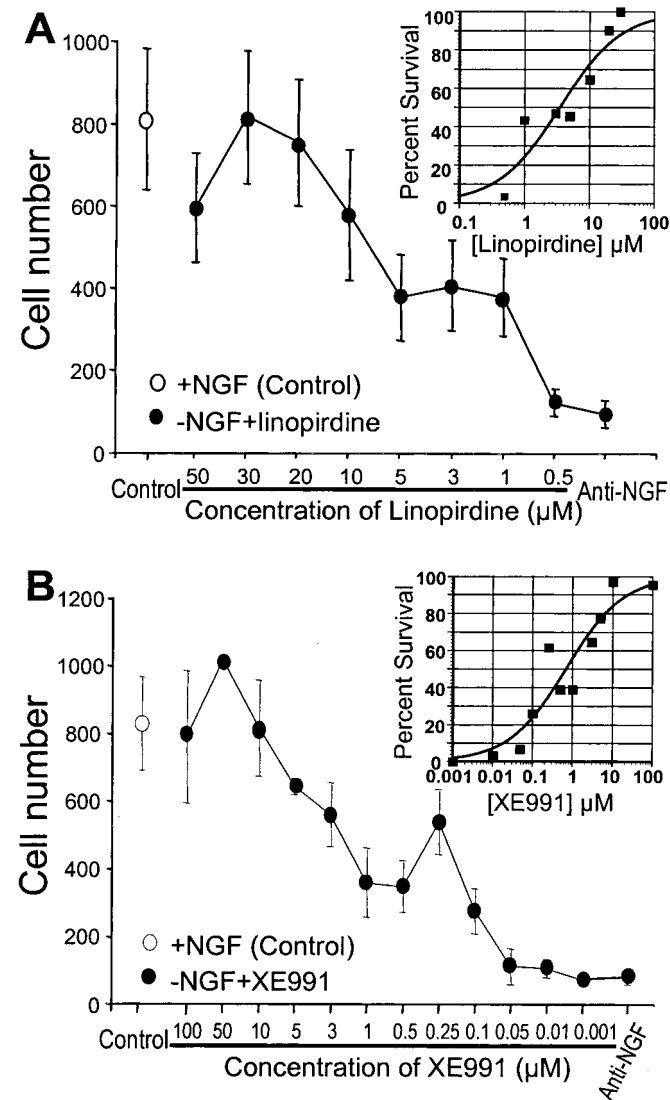 A
1000
800
600
400
200
0
Cell number
+NGF (Control)
-NGF+linopirdine
Control 50 30 20 10 5 3 1 0.5 Anti-NGF
Concentration of Linopirdine (µM)
100
80
60
40
20
0
Percent Survival
0.1 1 10 100
[Linopirdine] µM
B
1200
1000
800
600
400
200
0
Cell number
+NGF (Control)
-NGF+XE991
Control 100 50 10 5 3 1 0.5 0.25 0.1 0.05 0.01 0.001 Anti-NGF
Concentration of XE991 (µM)
100
80
60
40
20
0
Percent Survival
0.001 0.01 0.1 1 10 100
[XE991] µM